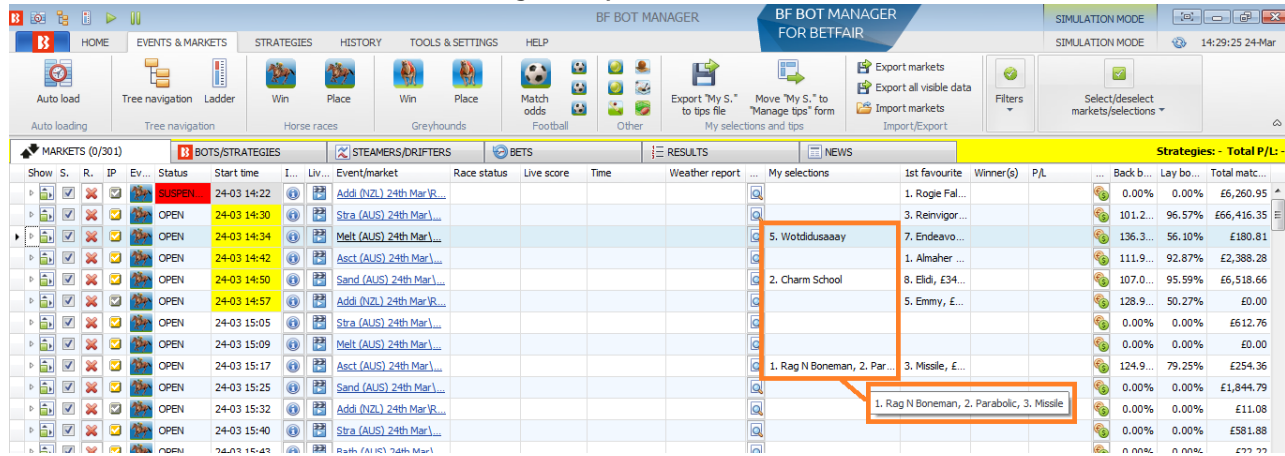 BF BOT MANAGER
BF BOT MANAGER FOR BETFAIR
SIMULATION MODE
HOME EVENTS & MARKETS STRATEGIES HISTORY TOOLS & SETTINGS HELP SIMULATION MODE 14:29:25 24-Mar
Auto load Tree navigation Ladder Win Place Win Place Match odds Export "My S." to tips file Move "My S." to "Manage tips" form Export markets Export all visible data Import markets Filters Select/deselect markets/selections
Auto loading Tree navigation Horse races Greyhounds Football Other My selections and tips Import/Export
MARKETS (0/301) BOTS/STRATEGIES STEAMERS/DRIFTERS BETS RESULTS NEWS Strategies: - Total P/L: -
Show S. R. IP Ev... Status Start time I... Liv... Event/market Race status Live score Time Weather report ... My selections 1st favourite Winner(s) P/L ... Back b... Lay bo... Total matc...
SUSPEN... 24-03 14:22 Addi (NZL) 24th Mar\R... 1. Rogie Fal... 0.00% 0.00% £6,260.95
OPEN 24-03 14:30 Stra (AUS) 24th Mar\... 3. Reinvigor... 101.2... 96.57% £66,416.35
OPEN 24-03 14:34 Melt (AUS) 24th Mar\... 5. Wotdidusaaay 7. Endeavo... 136.3... 56.10% £180.81
OPEN 24-03 14:42 Asct (AUS) 24th Mar\... 1. Almaher ... 111.9... 92.87% £2,388.28
OPEN 24-03 14:50 Sand (AUS) 24th Mar\... 2. Charm School 8. Elidi, £34... 107.0... 95.59% £6,518.66
OPEN 24-03 14:57 Addi (NZL) 24th Mar\R... 5. Emmy, £... 128.9... 50.27% £0.00
OPEN 24-03 15:05 Stra (AUS) 24th Mar\... 0.00% 0.00% £612.76
OPEN 24-03 15:09 Melt (AUS) 24th Mar\... 0.00% 0.00% £0.00
OPEN 24-03 15:17 Asct (AUS) 24th Mar\... 1. Rag N Boneman, 2. Par... 3. Missile, £... 124.9... 79.25% £254.36
OPEN 24-03 15:25 Sand (AUS) 24th Mar\... 0.00% 0.00% £1,844.79
1. Rag N Boneman, 2. Parabolic, 3. Missile
OPEN 24-03 15:32 Addi (NZL) 24th Mar\R... 0.00% 0.00% £11.08
OPEN 24-03 15:40 Stra (AUS) 24th Mar\... 0.00% 0.00% £581.88
OPEN 24-03 15:43 Bath (AUS) 24th Mar\... 0.00% 0.00% £22.22